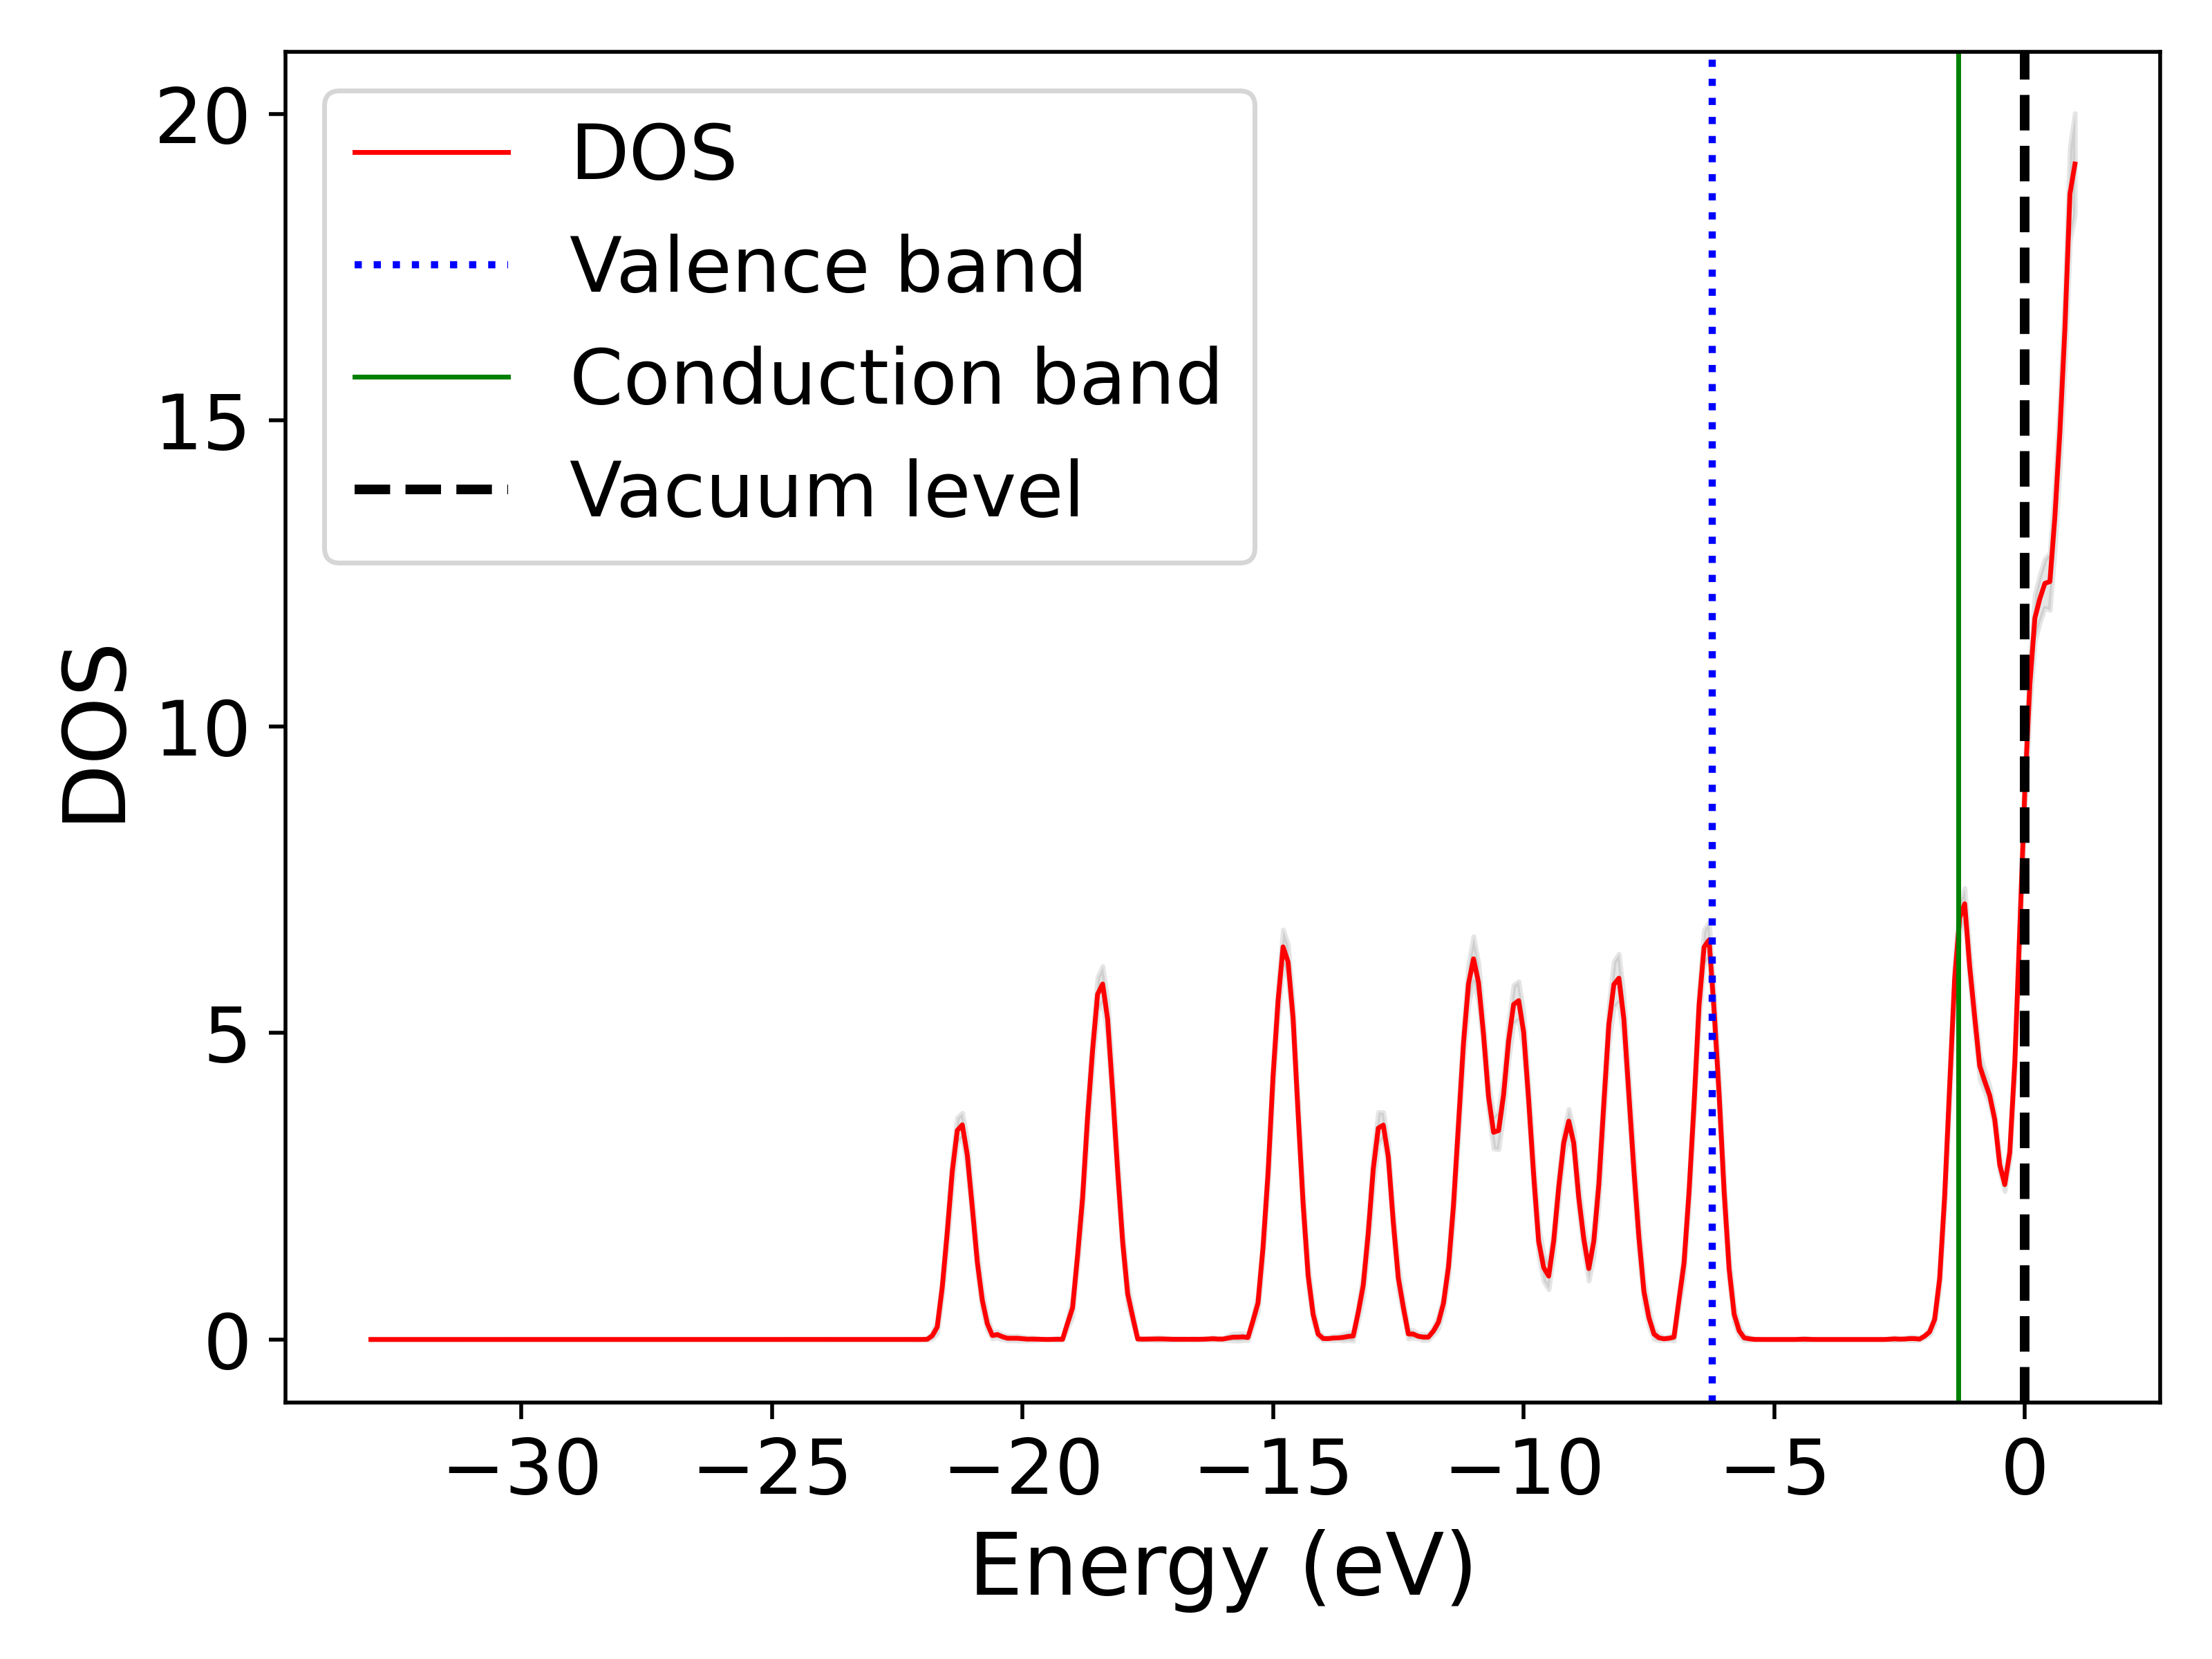 DOS
Valence band
Conduction band
Vacuum level
20
15
10
5
0
DOS
−30 −25 −20 −15 −10 −5 0
Energy (eV)